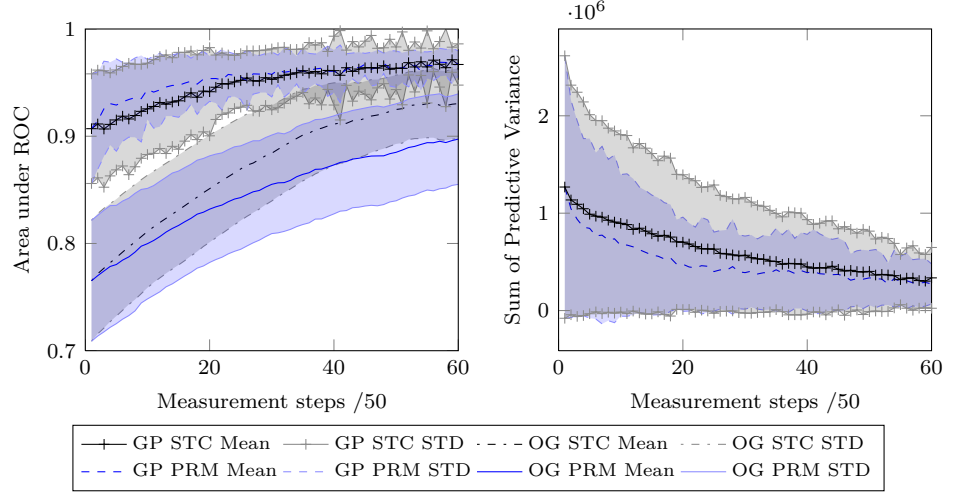 ·10⁶
1
0.9
0.8
0.7
0 20 40 60
Area under ROC
Measurement steps /50
2
1
0
0 20 40 60
Sum of Predictive Variance
Measurement steps /50
GP STC Mean GP STC STD OG STC Mean OG STC STD
GP PRM Mean GP PRM STD OG PRM Mean OG PRM STD